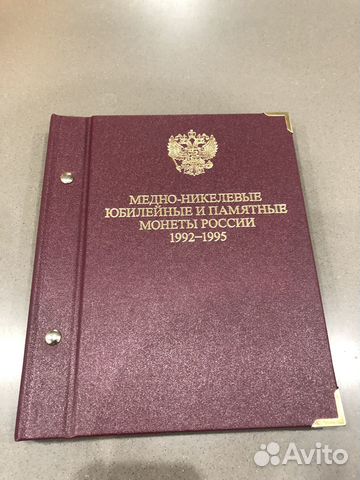 МЕДНО-НИКЕЛЕВЫЕ
ЮБИЛЕЙНЫЕ И ПАМЯТНЫЕ
МОНЕТЫ РОССИИ
1992–1995
Avito